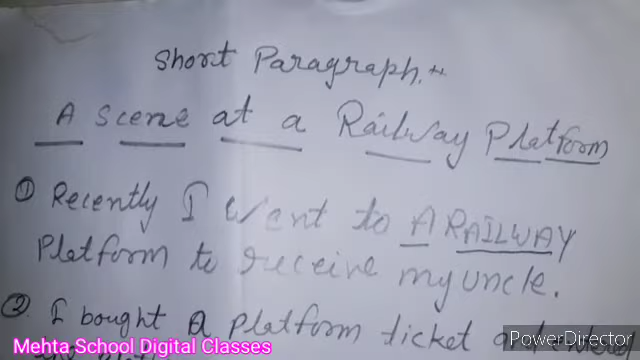 Short Paragraph.
A Scene at a Railway Platform
① Recently I Went to A RAILWAY
Platform to receive my uncle.
② I bought A platform ticket
PowerDirector
Mehta School Digital Classes